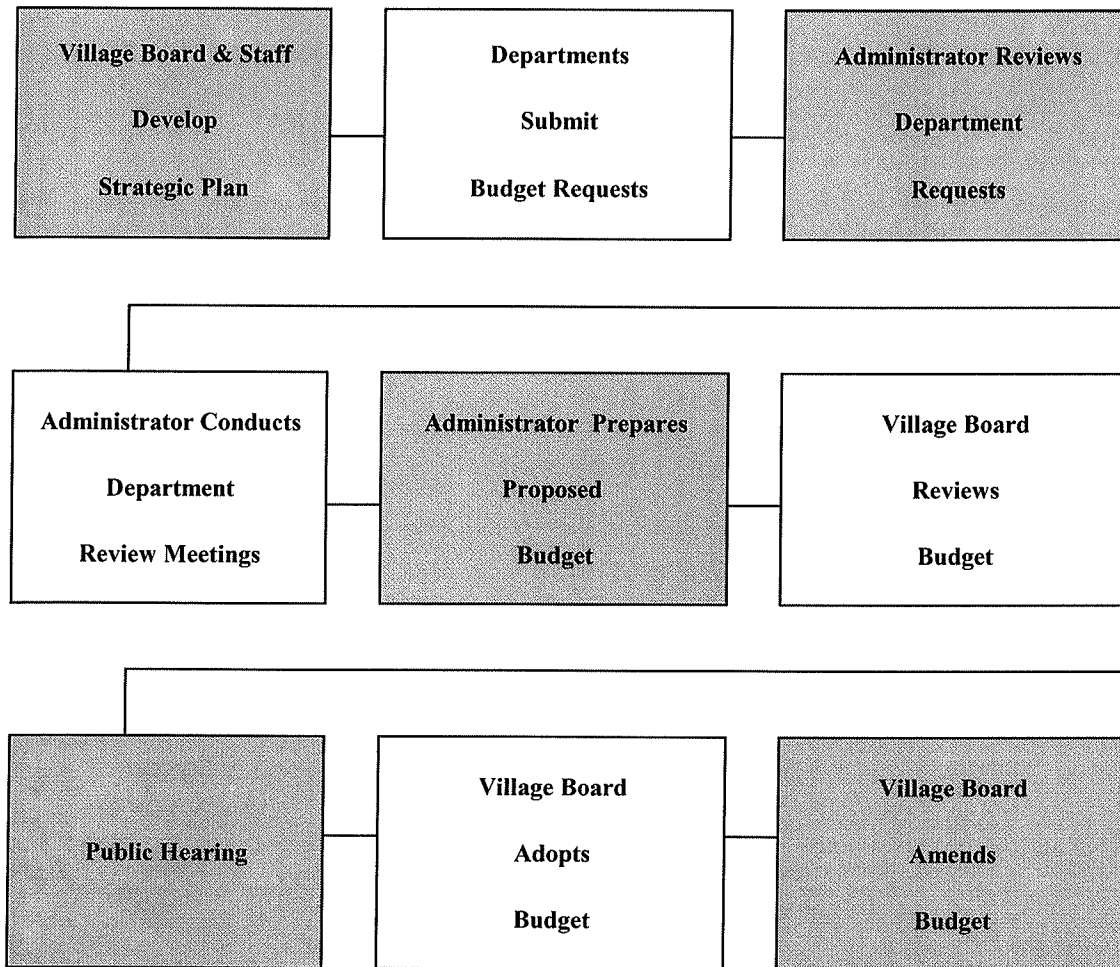 Village Board & Staff
Develop
Strategic Plan
Departments
Submit
Budget Requests
Administrator Reviews
Department
Requests
Administrator Conducts
Department
Review Meetings
Administrator Prepares
Proposed
Budget
Village Board
Reviews
Budget
Public Hearing
Village Board
Adopts
Budget
Village Board
Amends
Budget